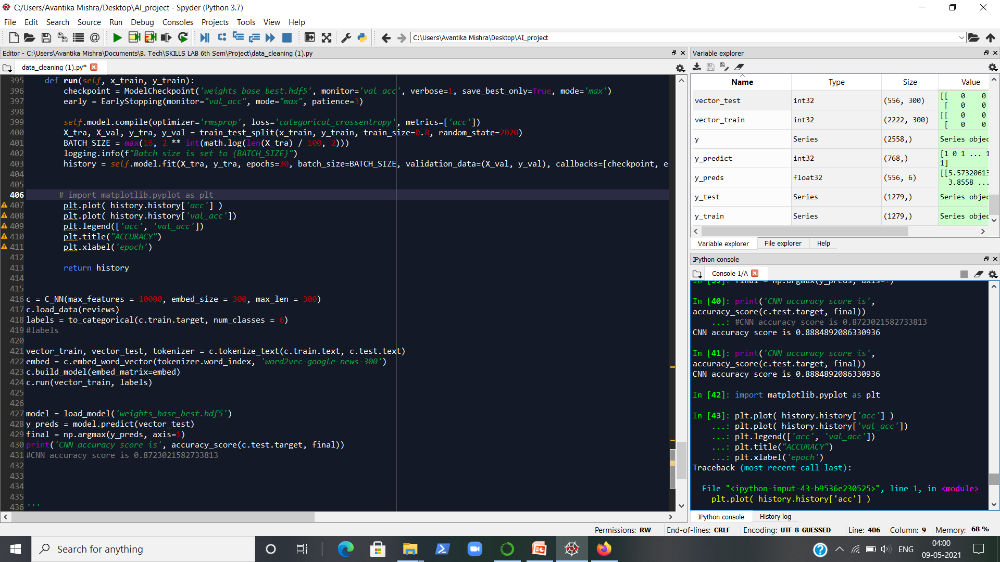 C:/Users/Avantika Mishra/Desktop\AI_project - Spyder (Python 3.7)
File Edit Search Source Run Debug Consoles Projects Tools View Help
C:\Users\Avantika Mishra\Desktop\AI_project
Editor - C:\Users\Avantika Mishra\Documents\B. Tech\SKILLS LAB 6th Sem\Project\data_cleaning (1).py
data_cleaning (1).py*
395 def run(self, x_train, y_train):
396 checkpoint = ModelCheckpoint('weights_base_best.hdf5', monitor='val_acc', verbose=1, save_best_only=True, mode='max')
397 early = EarlyStopping(monitor="val_acc", mode="max", patience=3)
398
399 self.model.compile(optimizer='rmsprop', loss='categorical_crossentropy', metrics=['acc'])
400 X_tra, X_val, y_tra, y_val = train_test_split(x_train, y_train, train_size=0.8, random_state=2020)
401 BATCH_SIZE = max(16, 2 ** int(math.log(len(X_tra) / 100, 2)))
402 logging.info(f"Batch size is set to {BATCH_SIZE}")
403 history = self.model.fit(X_tra, y_tra, epochs=30, batch_size=BATCH_SIZE, validation_data=(X_val, y_val), callbacks=[checkpoint, ea
404
405
406 # import matplotlib.pyplot as plt
407 plt.plot( history.history['acc'] )
408 plt.plot( history.history['val_acc'])
409 plt.legend(['acc', 'val_acc'])
410 plt.title("ACCURACY")
411 plt.xlabel('epoch')
412
413 return history
414
415
416 c = C_NN(max_features = 10000, embed_size = 300, max_len = 300)
417 c.load_data(reviews)
418 labels = to_categorical(c.train.target, num_classes = 6)
419 #labels
420
421 vector_train, vector_test, tokenizer = c.tokenize_text(c.train.text, c.test.text)
422 embed = c.embed_word_vector(tokenizer.word_index, 'word2vec-google-news-300')
423 c.build_model(embed_matrix=embed)
424 c.run(vector_train, labels)
425
426
427 model = load_model('weights_base_best.hdf5')
428 y_preds = model.predict(vector_test)
429 final = np.argmax(y_preds, axis=1)
430 print('CNN accuracy score is', accuracy_score(c.test.target, final))
431 #CNN accuracy score is 0.8723021582733813
432
433
434
435
436 '''
Variable explorer
Name Type Size Value
vector_test int32 (556, 300) [[ 0 0
[ 0 0
vector_train int32 (2222, 300) [[ 0 0
[ 0 0
y Series (2558,) Series objec
y_predict int32 (768,) [1 0 1 ... 1
1]
y_preds float32 (556, 6) [[5.57320613
3.8558 ...
y_test Series (1279,) Series objec
y_train Series (1279,) Series objec
Variable explorer File explorer Help
IPython console
Console 1/A
In [39]: final = np.argmax(y_preds, axis=1)
In [40]: print('CNN accuracy score is',
accuracy_score(c.test.target, final))
...: #CNN accuracy score is 0.8723021582733813
CNN accuracy score is 0.8884892086330936
In [41]: print('CNN accuracy score is',
accuracy_score(c.test.target, final))
CNN accuracy score is 0.8884892086330936
In [42]: import matplotlib.pyplot as plt
In [43]: plt.plot( history.history['acc'] )
...: plt.plot( history.history['val_acc'])
...: plt.legend(['acc', 'val_acc'])
...: plt.title("ACCURACY")
...: plt.xlabel('epoch')
Traceback (most recent call last):
File "<ipython-input-43-b9536e230525>", line 1, in <module>
plt.plot( history.history['acc'] )
IPython console History log
Permissions: RW End-of-lines: CRLF Encoding: UTF-8-GUESSED Line: 406 Column: 9 Memory: 68 %
Search for anything
ENG
04:00
09-05-2021